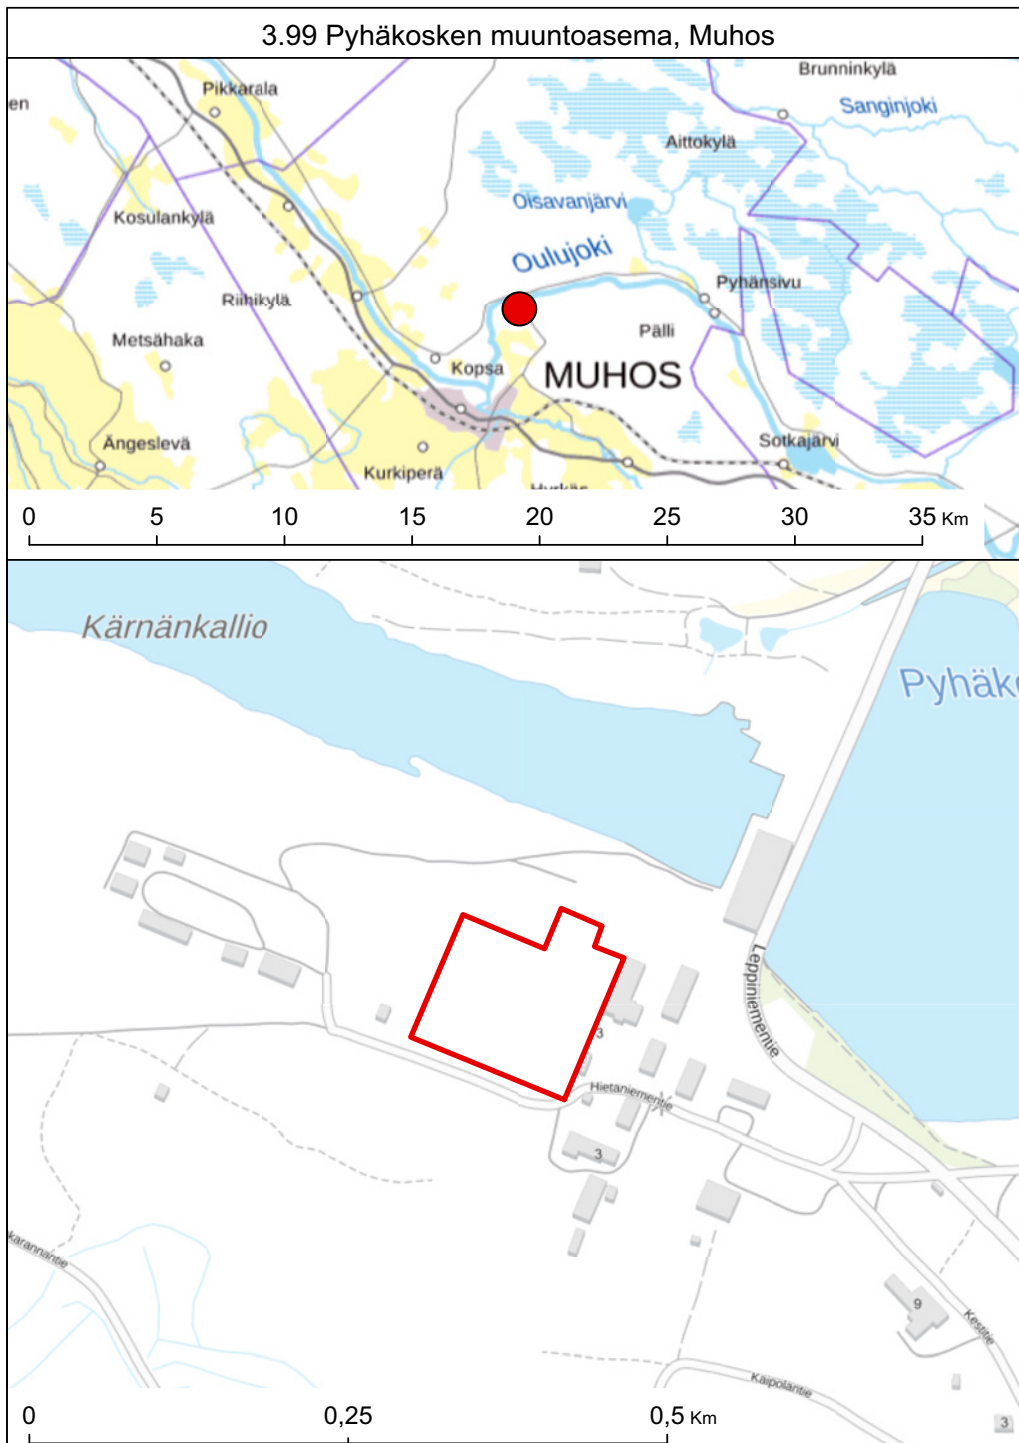 3.99 Pyhäkosken muuntoasema, Muhos
Brunninkylä
Pikkarala
en
Sanginjoki
Aittokylä
Oisavanjärvi
Kosulankylä
Oulujoki
Pyhänsivu
Riihikylä
Pälli
Metsähaka
Kopsa
MUHOS
Ängeslevä
Sotkajärvi
Kurkiperä
0 5 10 15 20 25 30 35 Km
Kärnänkallio
Pyhäk
Leppiniementie
3
Hietaniementie
3
karannantie
9
Kestitie
Kaipolantie
3
0 0,25 0,5 Km